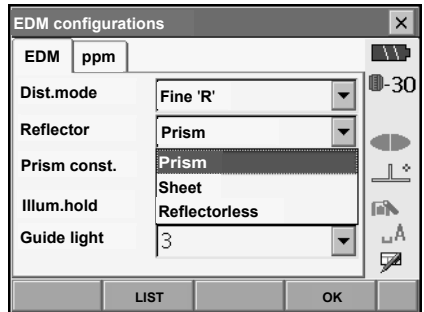 EDM configurations
EDM ppm
-30
Dist.mode Fine 'R'
Reflector Prism
Prism const. Prism
Sheet
Illum.hold Reflectorless
Guide light 3
A
LIST OK